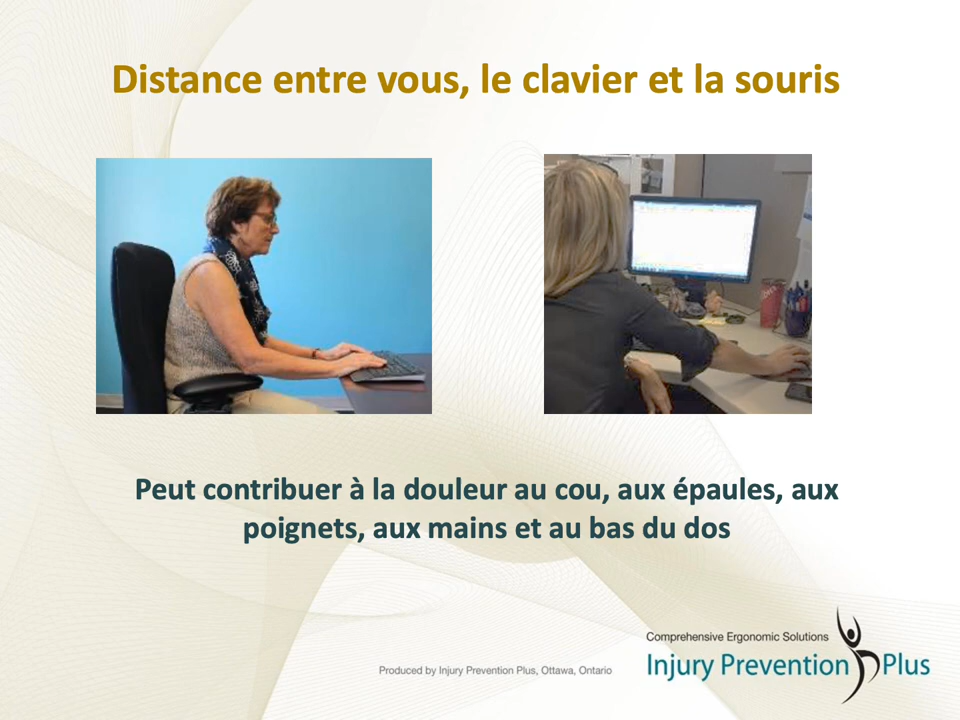 Distance entre vous, le clavier et la souris
Peut contribuer à la douleur au cou, aux épaules, aux
poignets, aux mains et au bas du dos
Comprehensive Ergonomic Solutions
Produced by Injury Prevention Plus, Ottawa, Ontario
Injury Prevention Plus